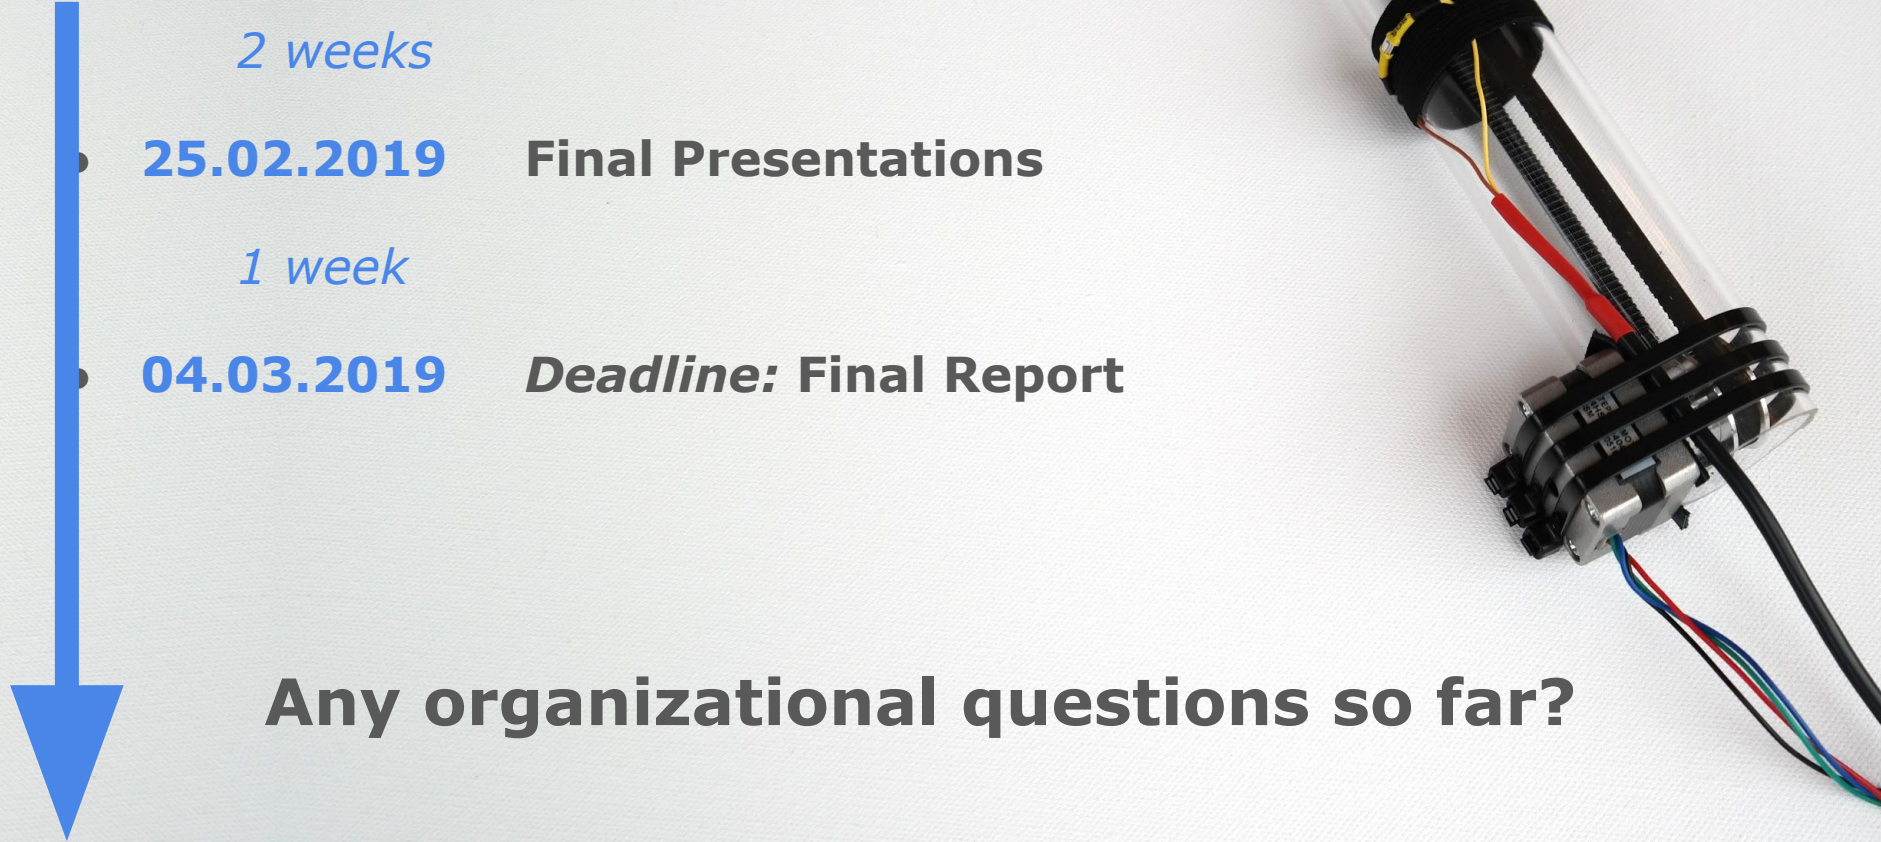 2 weeks
• 25.02.2019 Final Presentations
1 week
• 04.03.2019 Deadline: Final Report
Any organizational questions so far?